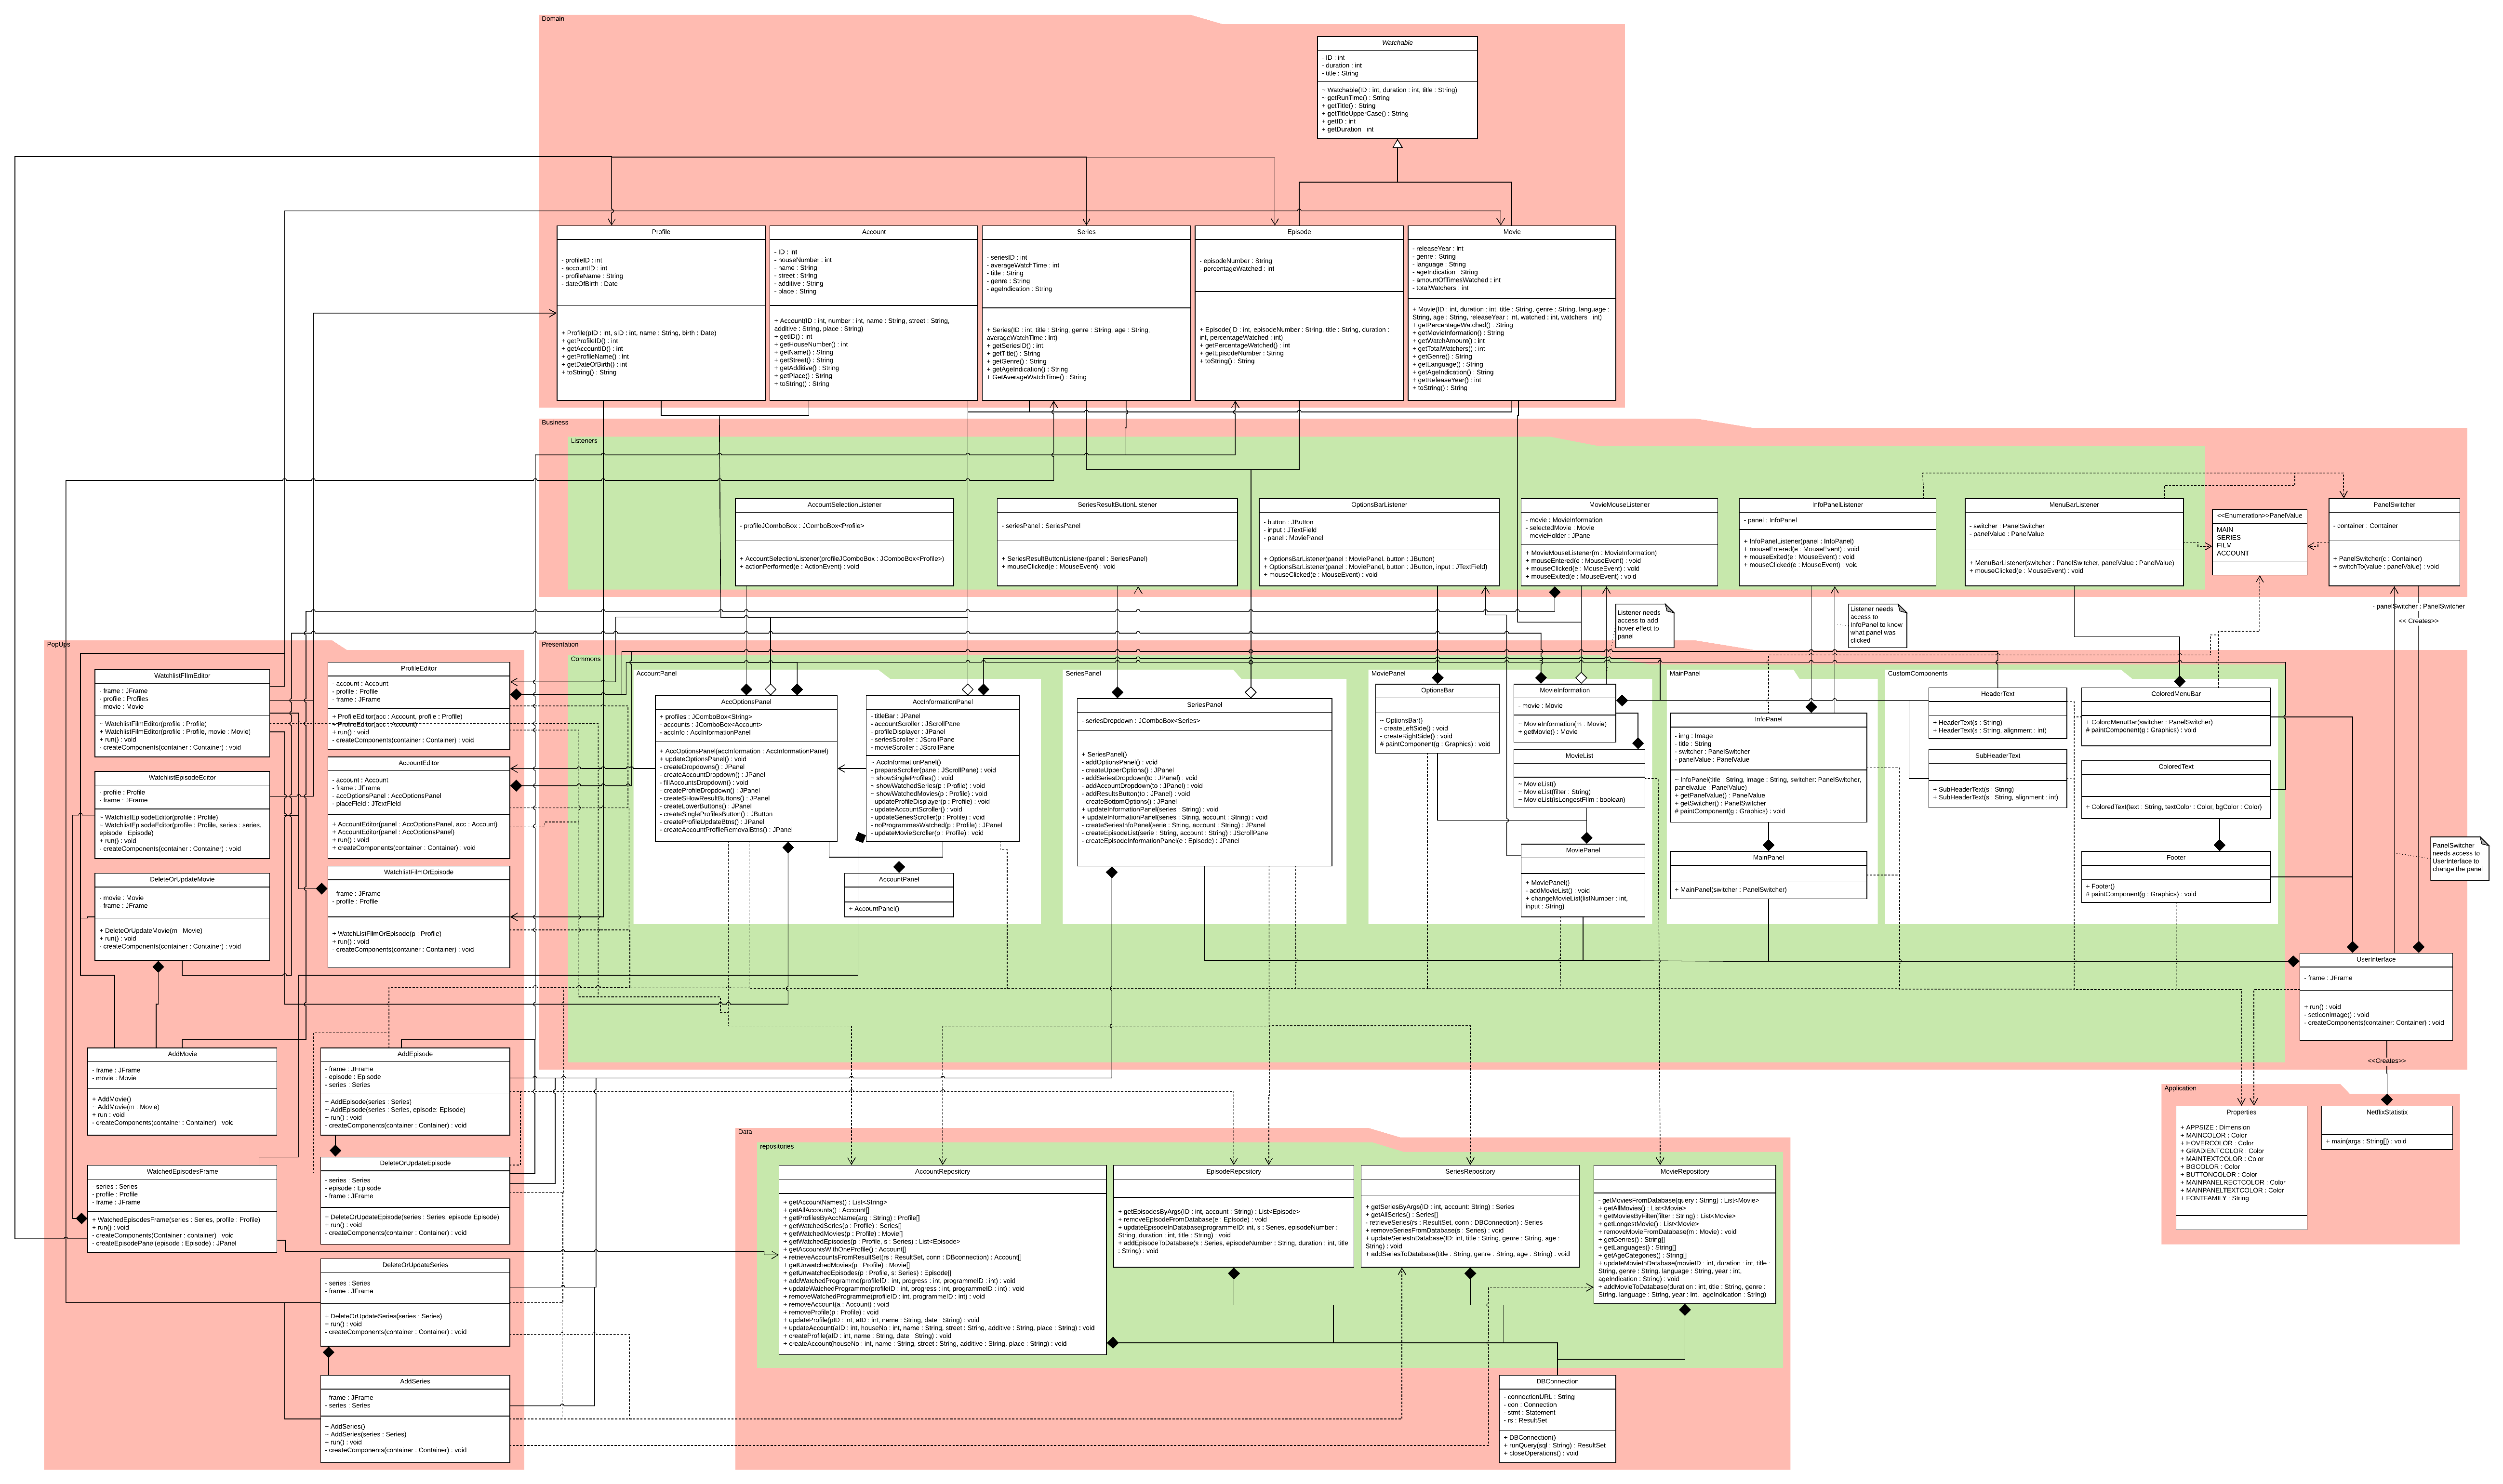 Domain
Watchable
- ID : int
- duration : int
- title : String
~ Watchable(ID : int, duration : int, title : String)
~ getRunTime() : String
+ getTitle() : String
+ getTitleUpperCase() : String
+ getID : int
+ getDuration : int
Profile
- profileID : int
- accountID : int
- profileName : String
- dateOfBirth : Date
+ Profile(pID : int, sID : int, name : String, birth : Date)
+ getProfileID() : int
+ getAccountID() : int
+ getProfileName() : int
+ getDateOfBirth() : int
+ toString() : String
Account
- ID : int
- houseNumber : int
- name : String
- street : String
- additive : String
- place : String
+ Account(ID : int, number : int, name : String, street : String,
additive : String, place : String)
+ getID() : int
+ getHouseNumber() : int
+ getName() : String
+ getStreet() : String
+ getAdditive() : String
+ getPlace() : String
+ toString() : String
Series
- seriesID : int
- averageWatchTime : int
- title : String
- genre : String
- ageIndication : String
+ Series(ID : int, title : String, genre : String, age : String,
averageWatchTime : int)
+ getSeriesID() : int
+ getTitle() : String
+ getGenre() : String
+ getAgeIndication() : String
+ GetAverageWatchTime() : String
Episode
- episodeNumber : String
- percentageWatched : int
+ Episode(ID : int, episodeNumber : String, title : String, duration :
int, percentageWatched : int)
+ getPercentageWatched() : int
+ getEpisodeNumber : String
+ toString() : String
Movie
- releaseYear : int
- genre : String
- language : String
- ageIndication : String
- amountOfTimesWatched : int
- totalWatchers : int
+ Movie(ID : int, duration : int, title : String, genre : String, language :
String, age : String, releaseYear : int, watched : int, watchers : int)
+ getPercentageWatched() : String
+ getMovieInformation() : String
+ getWatchAmount() : int
+ getTotalWatchers() : int
+ getGenre() : String
+ getLanguage() : String
+ getAgeIndication() : String
+ getReleaseYear() : int
+ toString() : String
Business
Listeners
AccountSelectionListener
- profileJComboBox : JComboBox<Profile>
+ AccountSelectionListener(profileJComboBox : JComboBox<Profile>)
+ actionPerformed(e : ActionEvent) : void
SeriesResultButtonListener
- seriesPanel : SeriesPanel
+ SeriesResultButtonListener(panel : SeriesPanel)
+ mouseClicked(e : MouseEvent) : void
OptionsBarListener
- button : JButton
- input : JTextField
- panel : MoviePanel
+ OptionsBarListener(panel : MoviePanel, button : JButton)
+ OptionsBarListener(panel : MoviePanel, button : JButton, input : JTextField)
+ mouseClicked(e : MouseEvent) : void
MovieMouseListener
- movie : MovieInformation
- selectedMovie : Movie
- movieHolder : JPanel
+ MovieMouseListener(m : MovieInformation)
+ mouseEntered(e : MouseEvent) : void
+ mouseClicked(e : MouseEvent) : void
+ mouseExited(e : MouseEvent) : void
InfoPanelListener
- panel : InfoPanel
+ InfoPanelListener(panel : InfoPanel)
+ mouseEntered(e : MouseEvent) : void
+ mouseExited(e : MouseEvent) : void
+ mouseClicked(e : MouseEvent) : void
MenuBarListener
- switcher : PanelSwitcher
- panelValue : PanelValue
+ MenuBarListener(switcher : PanelSwitcher, panelValue : PanelValue)
+ mouseClicked(e : MouseEvent) : void
<<Enumeration>>PanelValue
MAIN
SERIES
FILM
ACCOUNT
PanelSwitcher
- container : Container
+ PanelSwitcher(c : Container)
+ switchTo(value : panelValue) : void
Listener needs
access to add
hover effect to
panel
Listener needs
access to
InfoPanel to know
what panel was
clicked
- panelSwitcher : PanelSwitcher
<< Creates>>
PopUps
WatchlistFIlmEditor
- frame : JFrame
- profile : Profiles
- movie : Movie
~ WatchlistFilmEditor(profile : Profile)
+ WatchlistFilmEditor(profile : Profile, movie : Movie)
+ run() : void
- createComponents(container : Container) : void
ProfileEditor
- account : Account
- profile : Profile
- frame : JFrame
+ ProfileEditor(acc : Account, profile : Profile)
+ ProfileEditor(acc : Account)
+ run() : void
- createComponents(container : Container) : void
WatchlistEpisodeEditor
- profile : Profile
- frame : JFrame
~ WatchlistEpisodeEditor(profile : Profile)
~ WatchlistEpisodeEditor(profile : Profile, series : series,
episode : Episode)
+ run() : void
- createComponents(container : Container) : void
AccountEditor
- account : Account
- frame : JFrame
- accOptionsPanel : AccOptionsPanel
- placeField : JTextField
+ AccountEditor(panel : AccOptionsPanel, acc : Account)
+ AccountEditor(panel : AccOptionsPanel)
+ run() : void
+ createComponents(container : Container) : void
DeleteOrUpdateMovie
- movie : Movie
- frame : JFrame
+ DeleteOrUpdateMovie(m : Movie)
+ run() : void
- createComponents(container : Container) : void
WatchlistFilmOrEpisode
- frame : JFrame
- profile : Profile
+ WatchListFilmOrEpisode(p : Profile)
+ run() : void
- createComponents(container : Container) : void
AddMovie
- frame : JFrame
- movie : Movie
+ AddMovie()
~ AddMovie(m : Movie)
+ run : void
- createComponents(container : Container) : void
AddEpisode
- frame : JFrame
- episode : Episode
- series : Series
+ AddEpisode(series : Series)
~ AddEpisode(series : Series, episode: Episode)
+ run() : void
- createComponents(container : Container) : void
WatchedEpisodesFrame
- series : Series
- profile : Profile
- frame : JFrame
+ WatchedEpisodesFrame(series : Series, profile : Profile)
+ run() : void
- createComponents(Container : container) : void
- createEpisodePanel(episode : Episode) : JPanel
DeleteOrUpdateEpisode
- series : Series
- episode : Episode
- frame : JFrame
+ DeleteOrUpdateEpisode(series : Series, episode Episode)
+ run() : void
- createComponents(container : Container) : void
DeleteOrUpdateSeries
- series : Series
- frame : JFrame
+ DeleteOrUpdateSeries(series : Series)
+ run() : void
- createComponents(container : Container) : void
AddSeries
- frame : JFrame
- series : Series
+ AddSeries()
~ AddSeries(series : Series)
+ run() : void
- createComponents(container : Container) : void
Presentation
Commons
AccountPanel
AccOptionsPanel
+ profiles : JComboBox<String>
- accounts : JComboBox<Account>
- accInfo : AccInformationPanel
+ AccOptionsPanel(accInformation : AccInformationPanel)
+ updateOptionsPanel() : void
- createDropdowns() : JPanel
- createAccountDropdown() : JPanel
- fillAccountsDropdown() : void
- createProfileDropdown() : JPanel
- createSHowResultButtons() : JPanel
- createLowerButtons() : JPanel
- createSingleProfilesButton() : JButton
- createProfileUpdateBtns() : JPanel
- createAccountProfileRemovalBtns() : JPanel
AccInformationPanel
- titleBar : JPanel
- accountScroller : JScrollPane
- profileDisplayer : JPanel
- seriesScroller : JScrollPane
- movieScroller : JScrollPane
~ AccInformationPanel()
- prepareScroller(pane : JScrollPane) : void
~ showSingleProfiles() : void
~ showWatchedSeries(p : Profile) : void
~ showWatchedMovies(p : Profile) : void
- updateProfileDisplayer(p : Profile) : void
- updateAccountScroller() : void
- updateSeriesScroller(p : Profile) : void
- noProgrammesWatched(p : Profile) : JPanel
- updateMovieScroller(p : Profile) : void
AccountPanel
+ AccountPanel()
SeriesPanel
SeriesPanel
- seriesDropdown : JComboBox<Series>
+ SeriesPanel()
- addOptionsPanel() : void
- createUpperOptions() : JPanel
- addSeriesDropdown(to : JPanel) : void
- addAccountDropdown(to : JPanel) : void
- addResultsButton(to : JPanel) : void
- createBottomOptions() : JPanel
+ updateInformationPanel(series : String) : void
+ updateInformationPanel(series : String, account : String) : void
- createSeriesInfoPanel(serie : String, account : String) : JPanel
- createEpisodeList(serie : String, account : String) : JScrollPane
- createEpisodeInformationPanel(e : Episode) : JPanel
MoviePanel
OptionsBar
~ OptionsBar()
- createLeftSide() : void
- createRightSide() : void
# paintComponent(g : Graphics) : void
MovieInformation
- movie : Movie
~ MovieInformation(m : Movie)
+ getMovie() : Movie
MovieList
~ MovieList()
~ MovieList(filter : String)
~ MovieList(isLongestFilm : boolean)
MoviePanel
+ MoviePanel()
- addMovieList() : void
+ changeMovieList(listNumber : int,
input : String)
MainPanel
InfoPanel
- img : Image
- title : String
- switcher : PanelSwitcher
- panelValue : PanelValue
~ InfoPanel(title : String, image : String, switcher: PanelSwitcher,
panelvalue : PanelValue)
+ getPanelValue() : PanelValue
+ getSwitcher() : PanelSwitcher
# paintComponent(g : Graphics) : void
MainPanel
+ MainPanel(switcher : PanelSwitcher)
CustomComponents
HeaderText
+ HeaderText(s : String)
+ HeaderText(s : String, alignment : int)
SubHeaderText
+ SubHeaderText(s : String)
+ SubHeaderText(s : String, alignment : int)
ColoredMenuBar
+ ColordMenuBar(switcher : PanelSwitcher)
# paintComponent(g : Graphics) : void
ColoredText
+ ColoredText(text : String, textColor : Color, bgColor : Color)
Footer
+ Footer()
# paintComponent(g : Graphics) : void
PanelSwitcher
needs access to
UserInterface to
change the panel
UserInterface
- frame : JFrame
+ run() : void
- setIconImage() : void
- createComponents(container: Container) : void
<<Creates>>
Application
Properties
+ APPSIZE : Dimension
+ MAINCOLOR : Color
+ HOVERCOLOR : Color
+ GRADIENTCOLOR : Color
+ MAINTEXTCOLOR : Color
+ BGCOLOR : Color
+ BUTTONCOLOR : Color
+ MAINPANELRECTCOLOR : Color
+ MAINPANELTEXTCOLOR : Color
+ FONTFAMILY : String
NetflixStatistix
+ main(args : String[]) : void
Data
repositories
AccountRepository
+ getAccountNames() : List<String>
+ getAllAccounts() : Account[]
+ getProfilesByAccName(arg : String) : Profile[]
+ getWatchedSeries(p : Profile) : Series[]
+ getWatchedMovies(p : Profile) : Movie[]
+ getWatchedEpisodes(p : Profile, s : Series) : List<Episode>
+ getAccountsWithOneProfile() : Account[]
+ retrieveAccountsFromResultSet(rs : ResultSet, conn : DBconnection) : Account[]
+ getUnwatchedMovies(p : Profile) : Movie[]
+ getUnwatchedEpisodes(p : Profile, s: Series) : Episode[]
+ addWatchedProgramme(profileID : int, progress : int, programmeID : int) : void
+ updateWatchedProgramme(profileID : int, progress : int, programmeID : int) : void
+ removeWatchedProgramme(profileID : int, programmeID : int) : void
+ removeAccount(a : Account) : void
+ removeProfile(p : Profile) : void
+ updateProfile(pID : int, aID : int, name : String, date : String) : void
+ updateAccount(aID : int, houseNo : int, name : String, street : String, additive : String, place : String) : void
+ createProfile(aID : int, name : String, date : String) : void
+ createAccount(houseNo : int, name : String, street : String, additive : String, place : String) : void
EpisodeRepository
+ getEpisodesByArgs(ID : int, account : String) : List<Episode>
+ removeEpisodeFromDatabase(e : Episode) : void
+ updateEpisodeInDatabase(programmeID: int, s : Series, episodeNumber :
String, duration : int, title : String) : void
+ addEpisodeToDatabase(s : Series, episodeNumber : String, duration : int, title
: String) : void
SeriesRepository
+ getSeriesByArgs(ID : int, account: String) : Series
+ getAllSeries() : Series[]
- retrieveSeries(rs : ResultSet, conn : DBConnection) : Series
+ removeSeriesFromDatabase(s : Series) : void
+ updateSeriesInDatabase(ID: int, title : String, genre : String, age :
String) : void
+ addSeriesToDatabase(title : String, genre : String, age : String) : void
MovieRepository
- getMoviesFromDatabase(query : String) : List<Movie>
+ getAllMovies() : List<Movie>
+ getMoviesByFilter(filter : String) : List<Movie>
+ getLongestMovie() : List<Movie>
+ removeMovieFromDatabase(m : Movie) : void
+ getGenres() : String[]
+ getLanguages() : String[]
+ getAgeCategories() : String[]
+ updateMovieInDatabase(movieID : int, duration : int, title :
String, genre : String, language : String, year : int,
ageIndication : String) : void
+ addMovieToDatabase(duration : int, title : String, genre :
String, language : String, year : int, ageIndication : String)
DBConnection
- connectionURL : String
- con : Connection
- stmt : Statement
- rs : ResultSet
+ DBConnection()
+ runQuery(sql : String) : ResultSet
+ closeOperations() : void